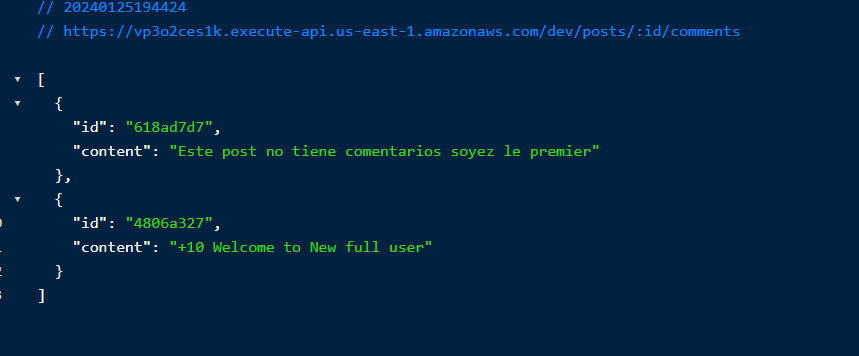 // 20240125194424
// https://vp3o2ces1k.execute-api.us-east-1.amazonaws.com/dev/posts/:id/comments
[
{
"id": "618ad7d7",
"content": "Este post no tiene comentarios soyez le premier"
},
{
"id": "4806a327",
"content": "+10 Welcome to New full user"
}
]